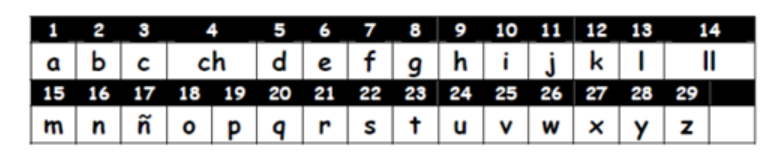 1 2 3 4 5 6 7 8 9 10 11 12 13 14
a b c ch d e f g h i j k l ll
15 16 17 18 19 20 21 22 23 24 25 26 27 28 29
m n ñ o p q r s t u v w x y z